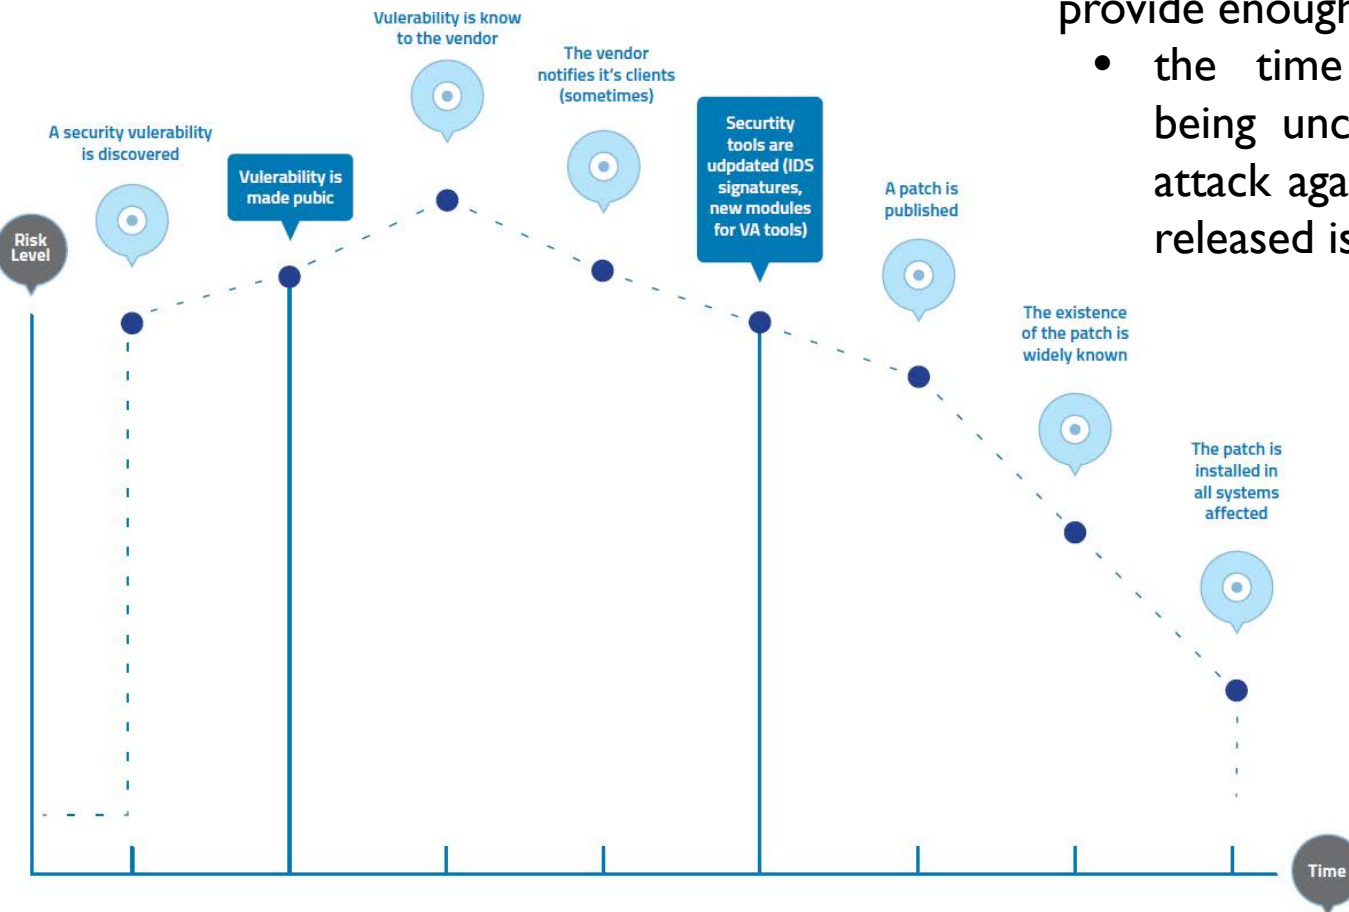 Vulerability is know
to the vendor
The vendor
notifies it's clients
(sometimes)
A security vulerability
is discovered
Vulerability is
made pubic
Securtity
tools are
udpdated (IDS
signatures,
new modules
for VA tools)
A patch is
published
The existence
of the patch is
widely known
The patch is
installed in
all systems
affected
Risk
Level
Time
provide enough
• the time
being unc
attack aga
released is